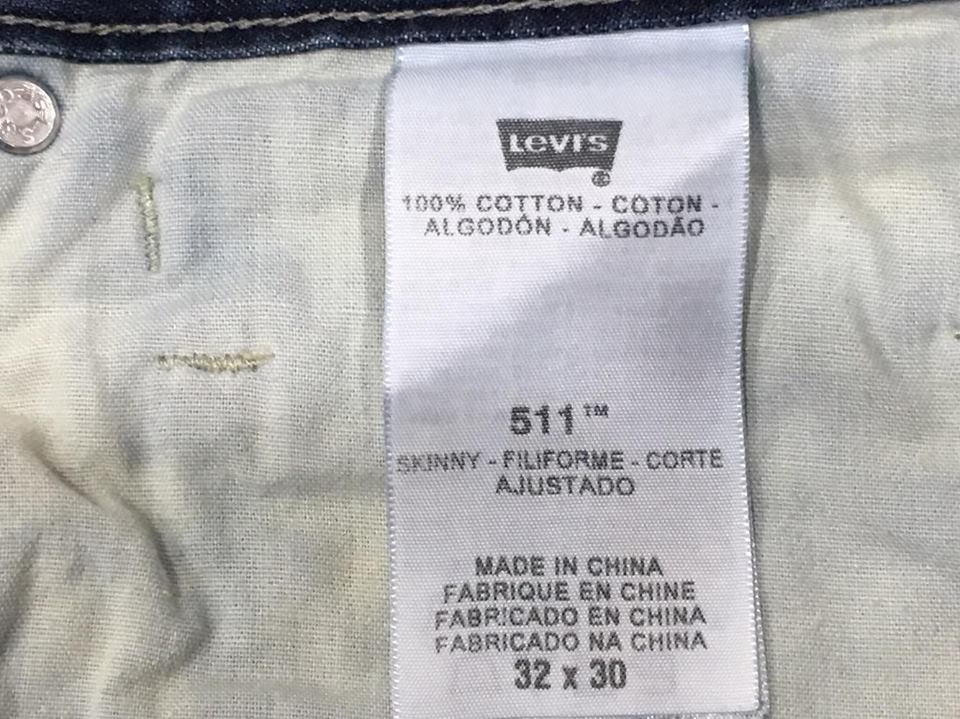 Levi's
100% COTTON - COTON -
ALGODÓN - ALGODÃO
511™
SKINNY - FILIFORME - CORTE
AJUSTADO
MADE IN CHINA
FABRIQUE EN CHINE
FABRICADO EN CHINA
FABRICADO NA CHINA
32 x 30